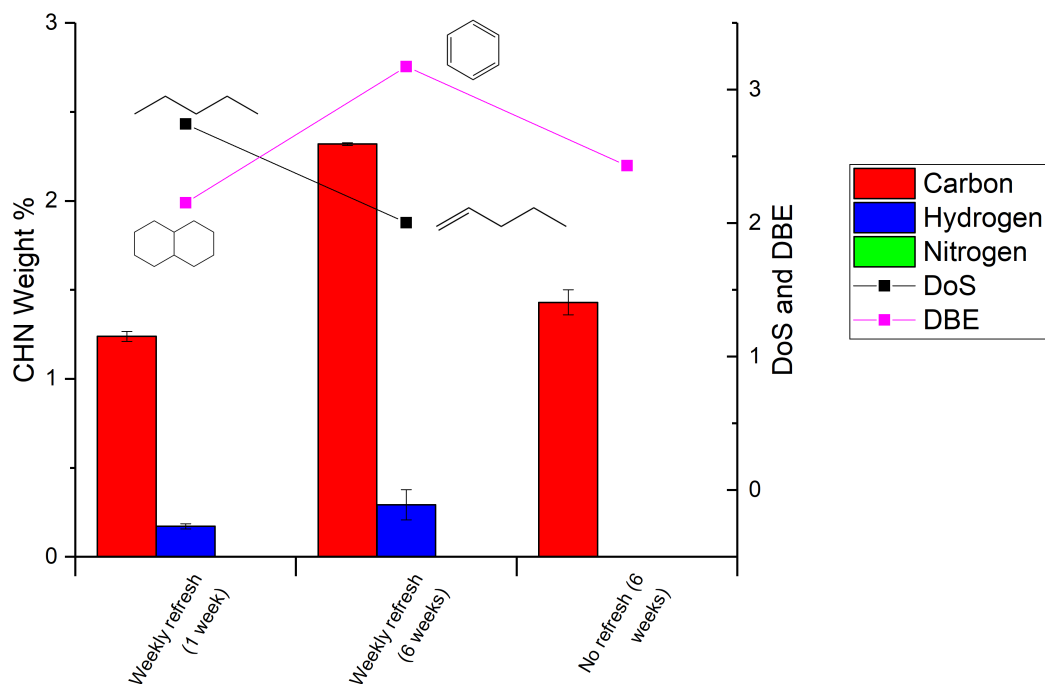 CHN Weight %
3
2
1
0
DoS and DBE
3
2
1
0
Weekly refresh
(1 week)
Weekly refresh
(6 weeks)
No refresh (6
weeks)
Carbon
Hydrogen
Nitrogen
DoS
DBE